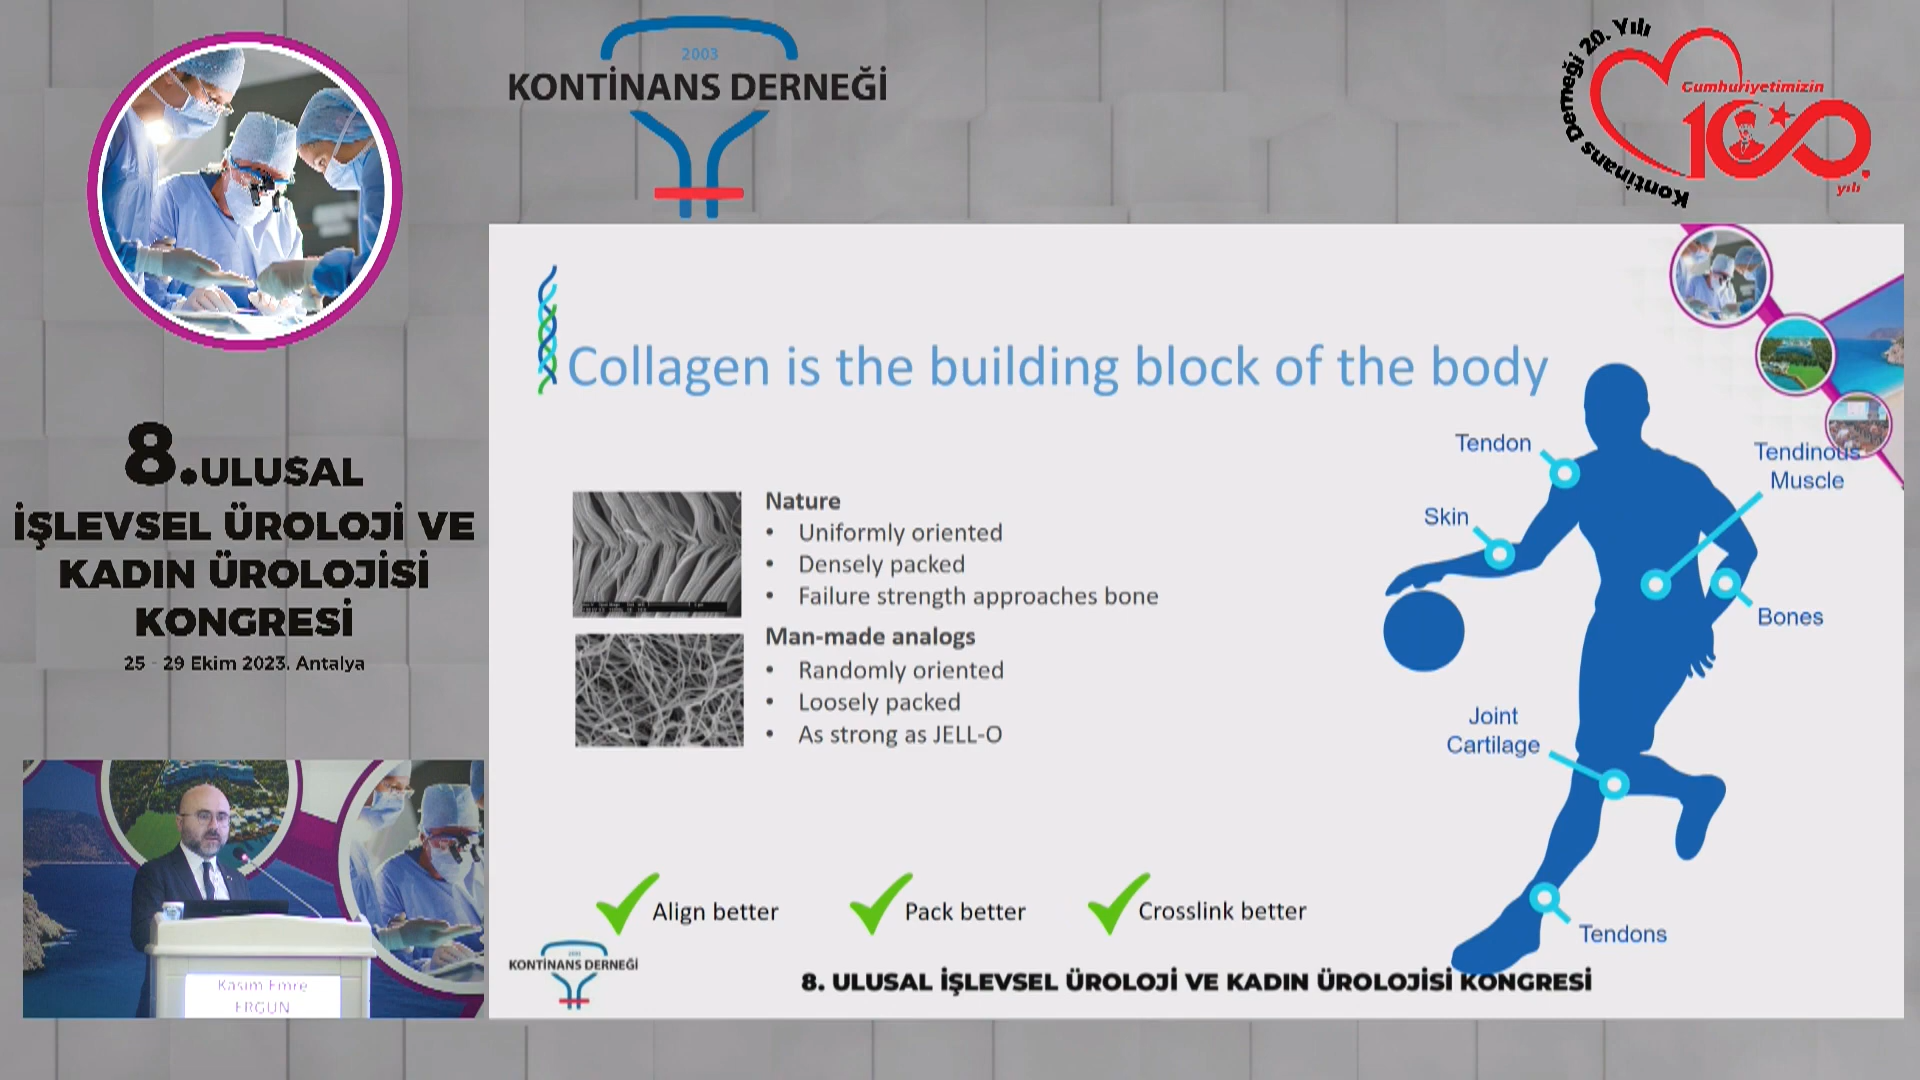 2003
KONTİNANS DERNEĞİ
Kontinans Derneği 20. Yılı
Cumhuriyetimizin
100.
yılı
8.ULUSAL
İŞLEVSEL ÜROLOJİ VE
KADIN ÜROLOJİSİ
KONGRESİ
25 - 29 Ekim 2023. Antalya
Kasım Emre
ERGUN
Collagen is the building block of the body
Nature
• Uniformly oriented
• Densely packed
• Failure strength approaches bone
Man-made analogs
• Randomly oriented
• Loosely packed
• As strong as JELL-O
Tendon
Skin
Tendinous
Muscle
Bones
Joint
Cartilage
Tendons
Align better
Pack better
Crosslink better
KONTİNANS DERNEĞİ
8. ULUSAL İŞLEVSEL ÜROLOJİ VE KADIN ÜROLOJİSİ KONGRESİ